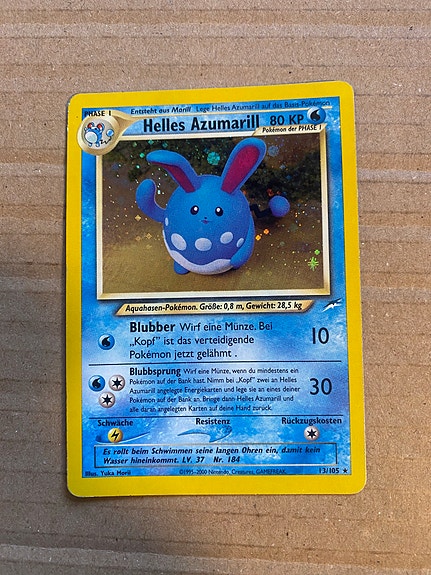 PHASE 1
Entsteht aus Marill Lege Helles Azumarill auf das Basis-Pokémon
Helles Azumarill 80 KP
Pokémon der PHASE 1
Aquahasen-Pokémon. Größe: 0,8 m, Gewicht: 28,5 kg
Blubber Wirf eine Münze. Bei
„Kopf" ist das verteidigende 10
Pokémon jetzt gelähmt .
Blubbsprung Wirf eine Münze, wenn du mindestens ein
Pokémon auf der Bank hast. Nimm bei „Kopf" zwei an Helles
Azumarill angelegte Energiekarten und lege sie an eines deiner 30
Pokémon auf der Bank an. Bringe dann Helles Azumarill und
alle daran angelegten Karten auf deine Hand zurück.
Schwäche Resistenz Rückzugskosten
Es rollt beim Schwimmen seine langen Ohren ein, damit kein
Wasser hineinkommt. LV. 37 Nr. 184
Illus. Yuka Morii ©1995-2000 Nintendo, Creatures, GAMEFREAK. 13/105 ★